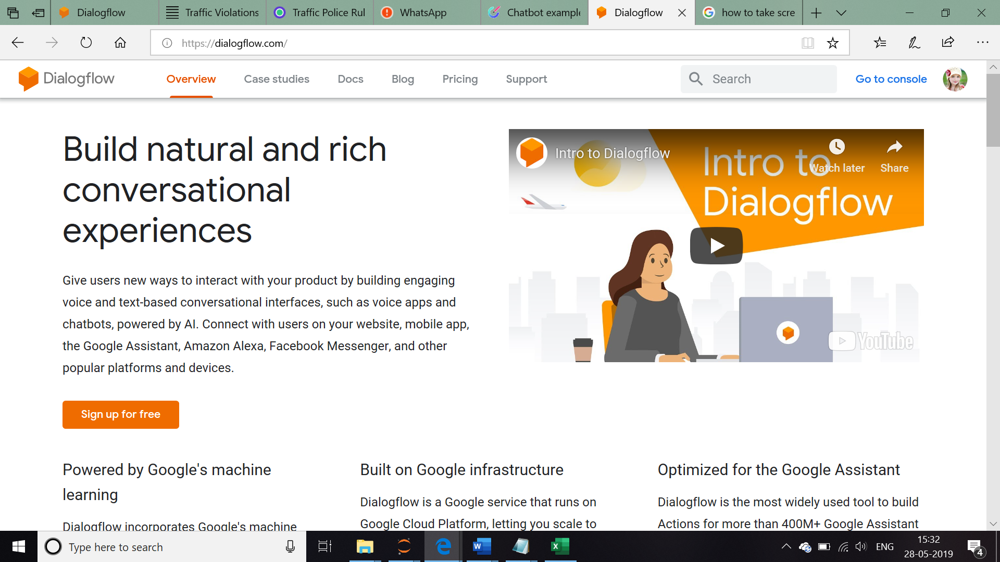 Dialogflow
Traffic Violations
Traffic Police Rul
WhatsApp
Chatbot example
Dialogflow
how to take scre
https://dialogflow.com/
Dialogflow
Overview
Case studies
Docs
Blog
Pricing
Support
Search
Go to console
Build natural and rich
conversational
experiences
Give users new ways to interact with your product by building engaging
voice and text-based conversational interfaces, such as voice apps and
chatbots, powered by AI. Connect with users on your website, mobile app,
the Google Assistant, Amazon Alexa, Facebook Messenger, and other
popular platforms and devices.
Sign up for free
Intro to Dialogflow
Watch later
Share
Intro to
Dialogflow
YouTube
Powered by Google's machine
learning
Dialogflow incorporates Google's machine
Built on Google infrastructure
Dialogflow is a Google service that runs on
Google Cloud Platform, letting you scale to
Optimized for the Google Assistant
Dialogflow is the most widely used tool to build
Actions for more than 400M+ Google Assistant
Type here to search
ENG
15:32
28-05-2019
4